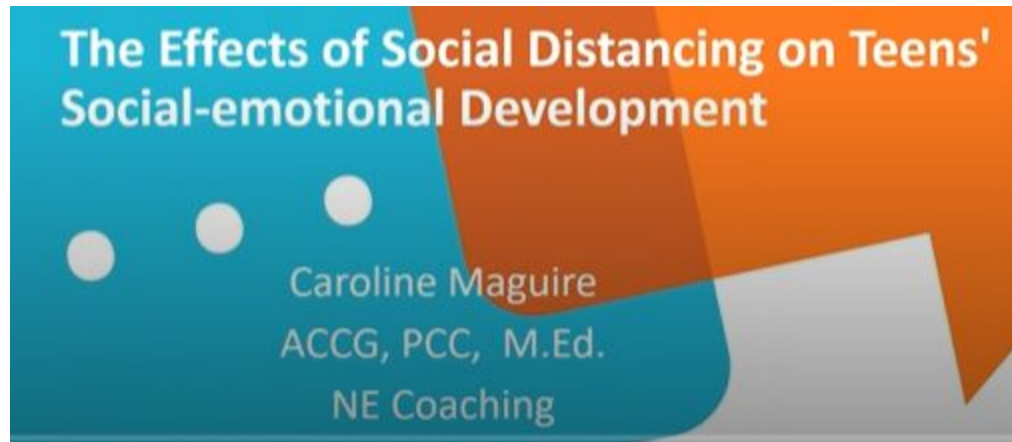 The Effects of Social Distancing on Teens'
Social-emotional Development
Caroline Maguire
ACCG, PCC, M.Ed.
NE Coaching